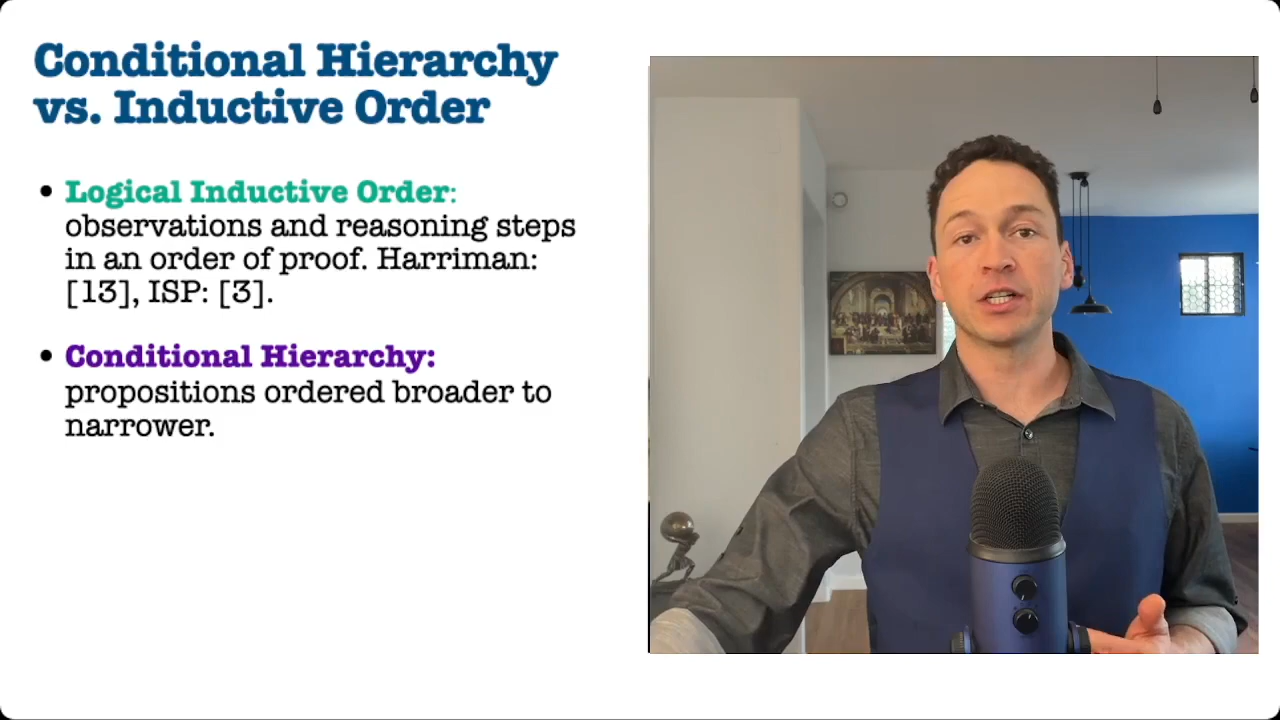 Conditional Hierarchy
vs. Inductive Order
• Logical Inductive Order:
observations and reasoning steps
in an order of proof. Harriman:
[13], ISP: [3].
• Conditional Hierarchy:
propositions ordered broader to
narrower.